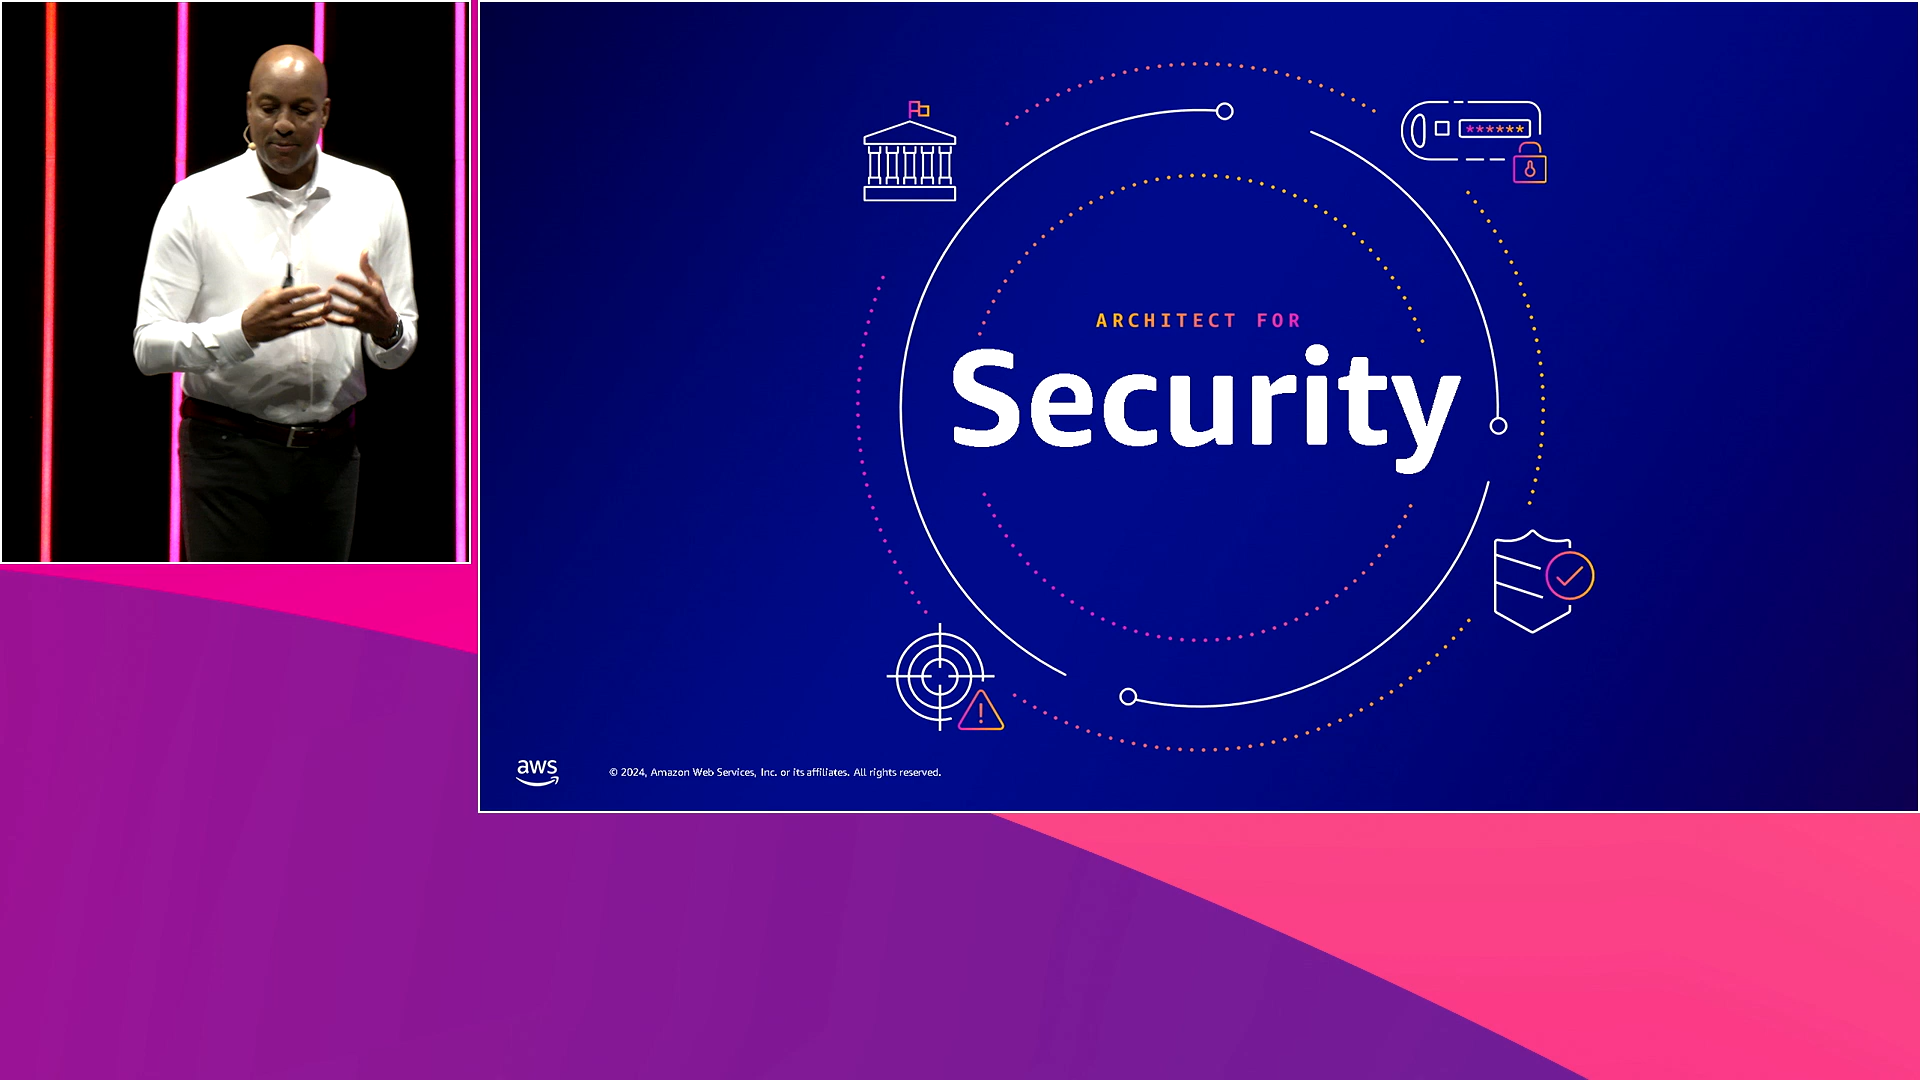 ******
ARCHITECT FOR
Security
aws
© 2024, Amazon Web Services, Inc. or its affiliates. All rights reserved.